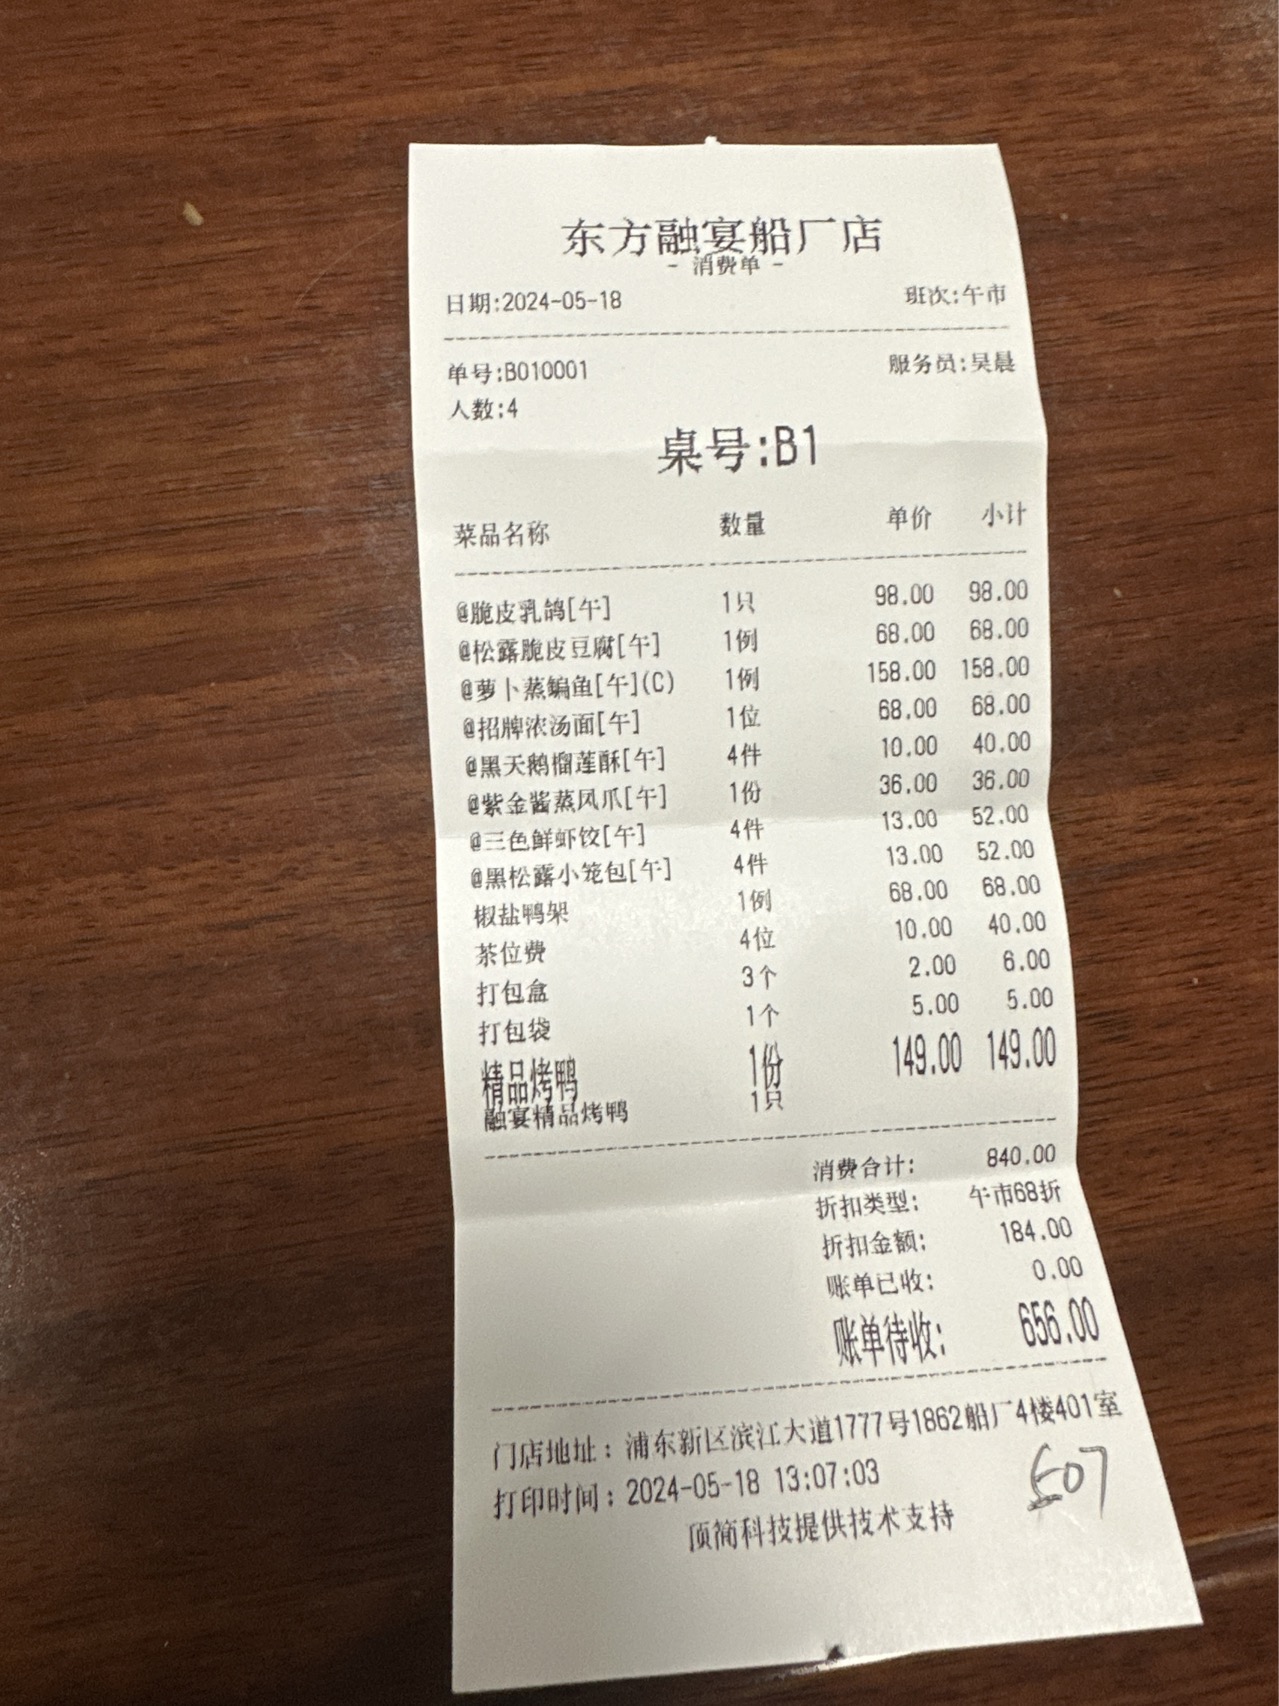 东方融宴船厂店
- 消费单 -
日期:2024-05-18 班次:午市
单号:B010001 服务员:吴晨
人数:4
桌号:B1
菜品名称 数量 单价 小计
@脆皮乳鸽[午] 1只 98.00 98.00
@松露脆皮豆腐[午] 1例 68.00 68.00
@萝卜蒸鳊鱼[午](C) 1例 158.00 158.00
@招牌浓汤面[午] 1位 68.00 68.00
@黑天鹅榴莲酥[午] 4件 10.00 40.00
@紫金酱蒸凤爪[午] 1份 36.00 36.00
@三色鲜虾饺[午] 4件 13.00 52.00
@黑松露小笼包[午] 4件 13.00 52.00
椒盐鸭架 1例 68.00 68.00
茶位费 4位 10.00 40.00
打包盒 3个 2.00 6.00
打包袋 1个 5.00 5.00
精品烤鸭 1份 149.00 149.00
融宴精品烤鸭 1只
消费合计: 840.00
折扣类型: 午市68折
折扣金额: 184.00
账单已收: 0.00
账单待收: 656.00
门店地址: 浦东新区滨江大道1777号1862船厂4楼401室
打印时间: 2024-05-18 13:07:03
507
顶简科技提供技术支持